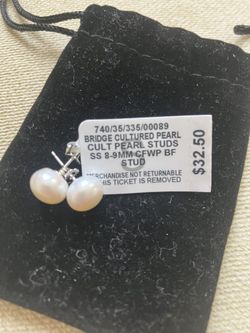 740/35/335/00089
BRIDGE CULTURED PEARL
CULT PEARL STUDS
SS 8-9MM CFWP BF
STUD
MERCHANDISE NOT RETURNABLE
THIS TICKET IS REMOVED
$32.50